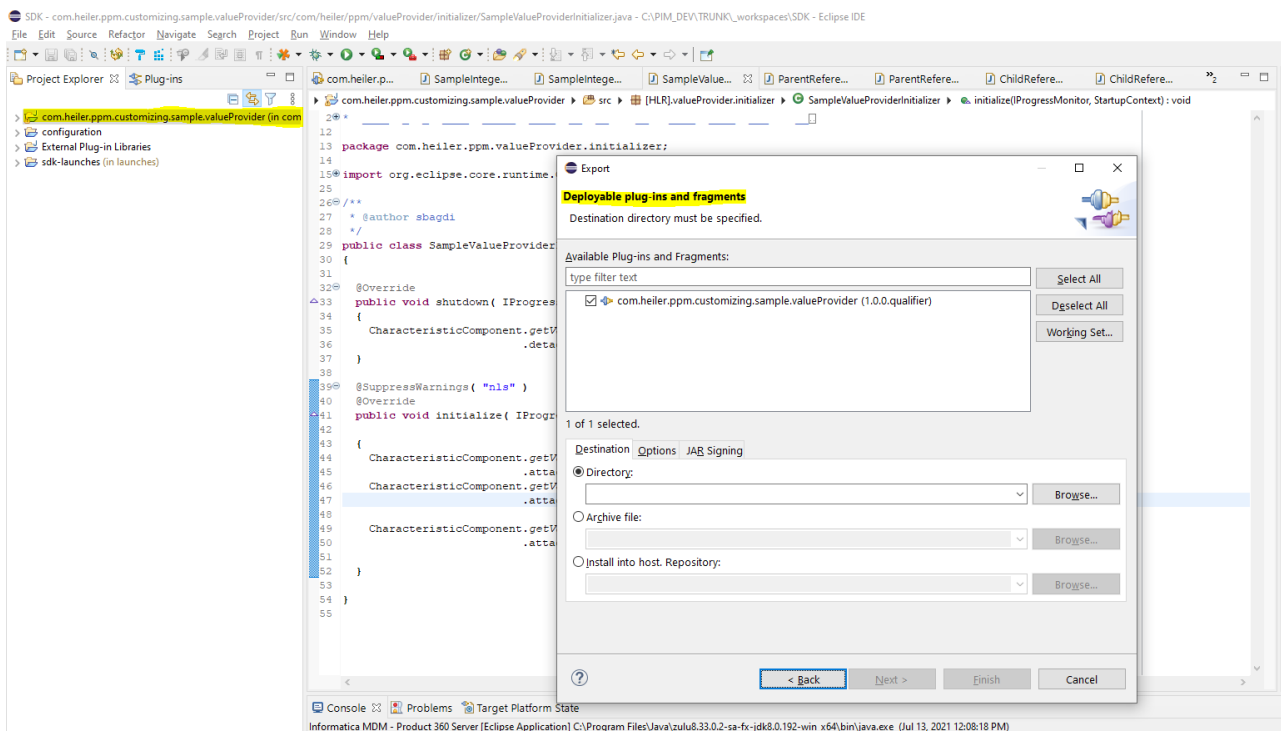 SDK - com.heiler.ppm.customizing.sample.valueProvider/src/com/heiler/ppm/valueProvider/initializer/SampleValueProviderInitializer.java - C:\PIM_DEV\TRUNK\_workspaces\SDK - Eclipse IDE
File Edit Source Refactor Navigate Search Project Run Window Help
Project Explorer Plug-ins
com.heiler.ppm.customizing.sample.valueProvider (in com
configuration
External Plug-in Libraries
sdk-launches (in launches)
com.heiler.p... SampleIntege... SampleIntege... SampleValue... ParentRefere... ParentRefere... ChildRefere... ChildRefere... »2
com.heiler.ppm.customizing.sample.valueProvider src [HLR].valueProvider.initializer SampleValueProviderInitializer initialize(IProgressMonitor, StartupContext) : void
2 *
12
13 package com.heiler.ppm.valueProvider.initializer;
14
15 import org.eclipse.core.runtime.
25
26 /**
27 * @author sbagdi
28 */
29 public class SampleValueProvider
30 {
31
32 @Override
33 public void shutdown( IProgres
34 {
35 CharacteristicComponent.getV
36 .deta
37 }
38
39 @SuppressWarnings( "nls" )
40 @Override
41 public void initialize( IProgr
42
43 {
44 CharacteristicComponent.getV
45 .atta
46 CharacteristicComponent.getV
47 .atta
48
49 CharacteristicComponent.getV
50 .atta
51
52 }
53
54 }
55
Export
Deployable plug-ins and fragments
Destination directory must be specified.
Available Plug-ins and Fragments:
type filter text
Select All
com.heiler.ppm.customizing.sample.valueProvider (1.0.0.qualifier)
Deselect All
Working Set...
1 of 1 selected.
Destination Options JAR Signing
Directory:
Browse...
Archive file:
Browse...
Install into host. Repository:
Browse...
< Back Next > Finish Cancel
Console Problems Target Platform State
Informatica MDM - Product 360 Server [Eclipse Application] C:\Program Files\Java\zulu8.33.0.2-sa-fx-jdk8.0.192-win_x64\bin\java.exe (Jul 13, 2021 12:08:18 PM)